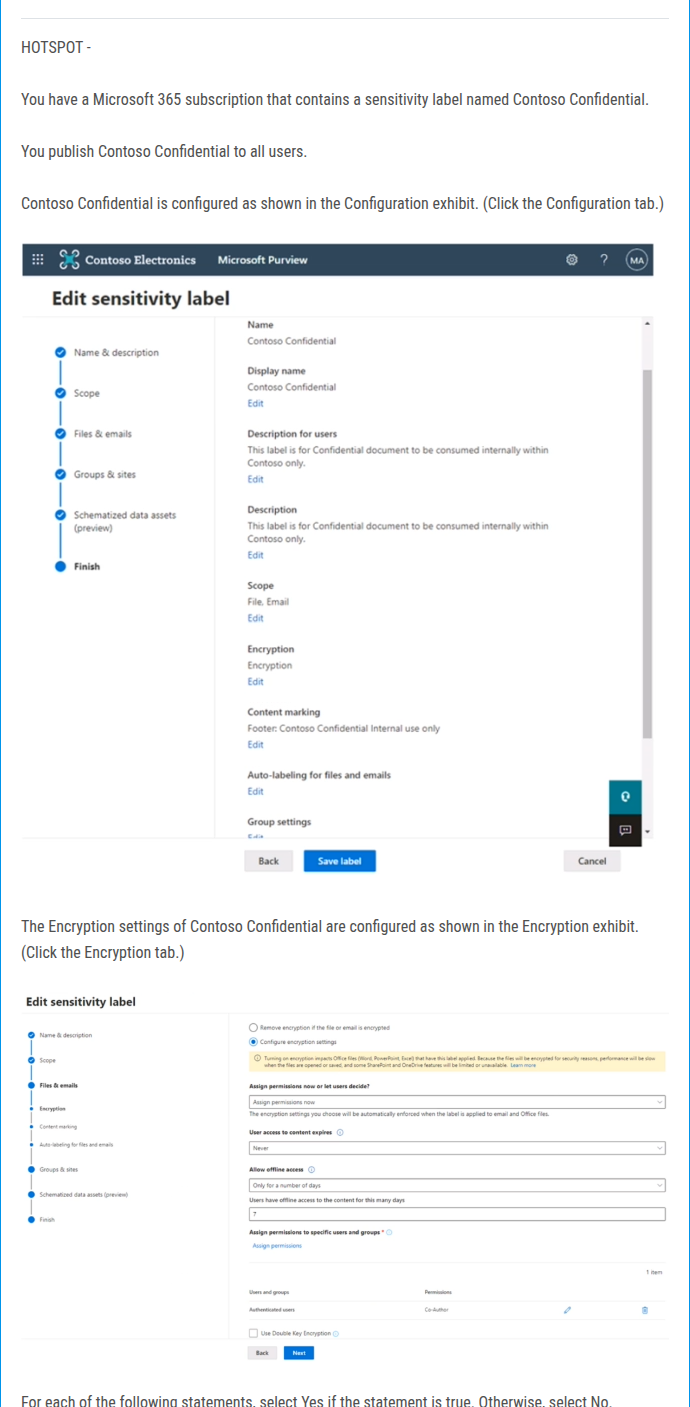 HOTSPOT -
You have a Microsoft 365 subscription that contains a sensitivity label named Contoso Confidential.
You publish Contoso Confidential to all users.
Contoso Confidential is configured as shown in the Configuration exhibit. (Click the Configuration tab.)
Contoso Electronics Microsoft Purview ? MA
Edit sensitivity label
Name & description
Scope
Files & emails
Groups & sites
Schematized data assets
(preview)
Finish
Name
Contoso Confidential
Display name
Contoso Confidential
Edit
Description for users
This label is for Confidential document to be consumed internally within
Contoso only.
Edit
Description
This label is for Confidential document to be consumed internally within
Contoso only.
Edit
Scope
File, Email
Edit
Encryption
Encryption
Edit
Content marking
Footer: Contoso Confidential Internal use only
Edit
Auto-labeling for files and emails
Edit
Group settings
Edit
Back Save label Cancel
The Encryption settings of Contoso Confidential are configured as shown in the Encryption exhibit.
(Click the Encryption tab.)
Edit sensitivity label
Name & description
Scope
Files & emails
Encryption
Content marking
Auto-labeling for files and emails
Groups & sites
Schematized data assets (preview)
Finish
Remove encryption if the file or email is encrypted
Configure encryption settings
Turning on encryption impacts Office files (Word, PowerPoint, Excel) that have this label applied. Because the files will be encrypted for security reasons, performance will be slow
when the files are opened or saved, and some SharePoint and OneDrive features will be limited or unavailable. Learn more
Assign permissions now or let users decide?
Assign permissions now
The encryption settings you choose will be automatically enforced when the label is applied to email and Office files.
User access to content expires
Never
Allow offline access
Only for a number of days
Users have offline access to the content for this many days
7
Assign permissions to specific users and groups *
Assign permissions
1 item
Users and groups Permissions
Authenticated users Co-Author
Use Double Key Encryption
Back Next
For each of the following statements, select Yes if the statement is true. Otherwise, select No.